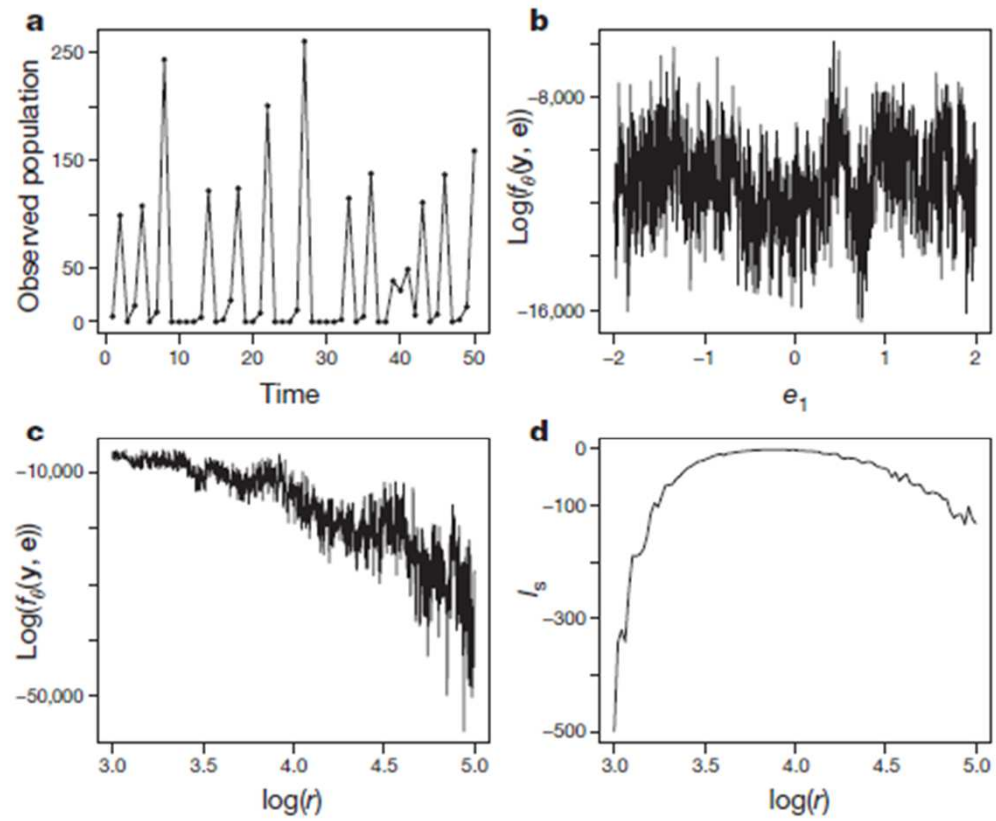 a
Observed population
250
150
50
0
0 10 20 30 40 50
Time
b
Log(fθ(y, e))
−8,000
−16,000
−2 −1 0 1 2
e1
c
Log(fθ(y, e))
−10,000
−50,000
3.0 3.5 4.0 4.5 5.0
log(r)
d
ls
0
−100
−300
−500
3.0 3.5 4.0 4.5 5.0
log(r)